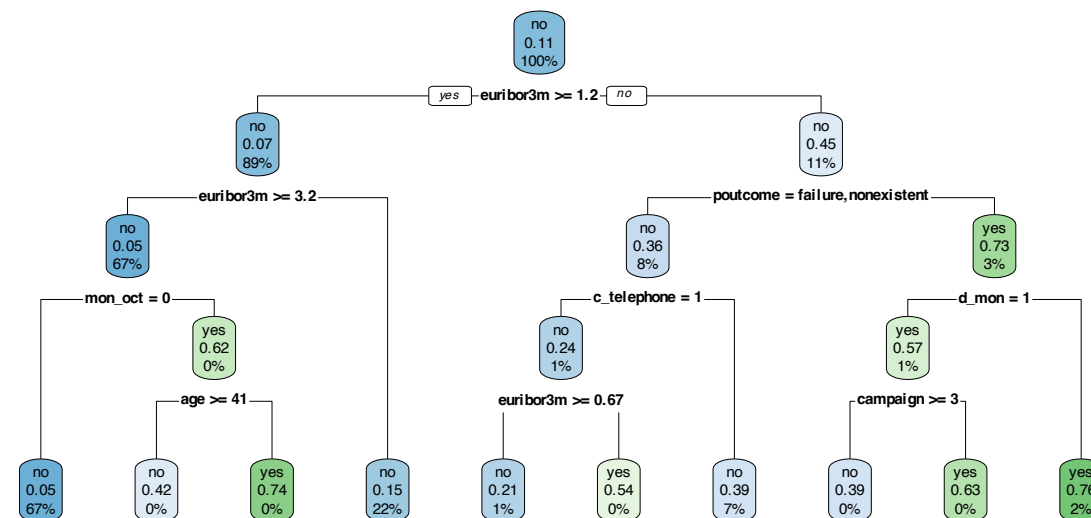 no
0.11
100%
yes euribor3m >= 1.2 no
no
0.07
89%
no
0.45
11%
euribor3m >= 3.2
poutcome = failure,nonexistent
no
0.05
67%
no
0.36
8%
yes
0.73
3%
mon_oct = 0
c_telephone = 1
d_mon = 1
yes
0.62
0%
no
0.24
1%
yes
0.57
1%
age >= 41
euribor3m >= 0.67
campaign >= 3
no
0.05
67%
no
0.42
0%
yes
0.74
0%
no
0.15
22%
no
0.21
1%
yes
0.54
0%
no
0.39
7%
no
0.39
0%
yes
0.63
0%
yes
0.76
2%